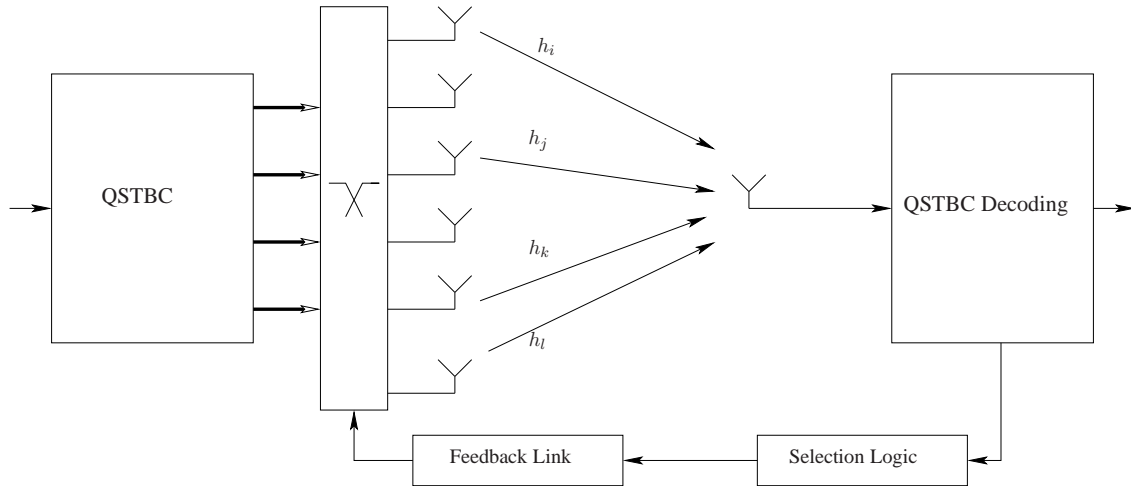 h_i
h_j
QSTBC
QSTBC Decoding
h_k
h_l
Feedback Link
Selection Logic